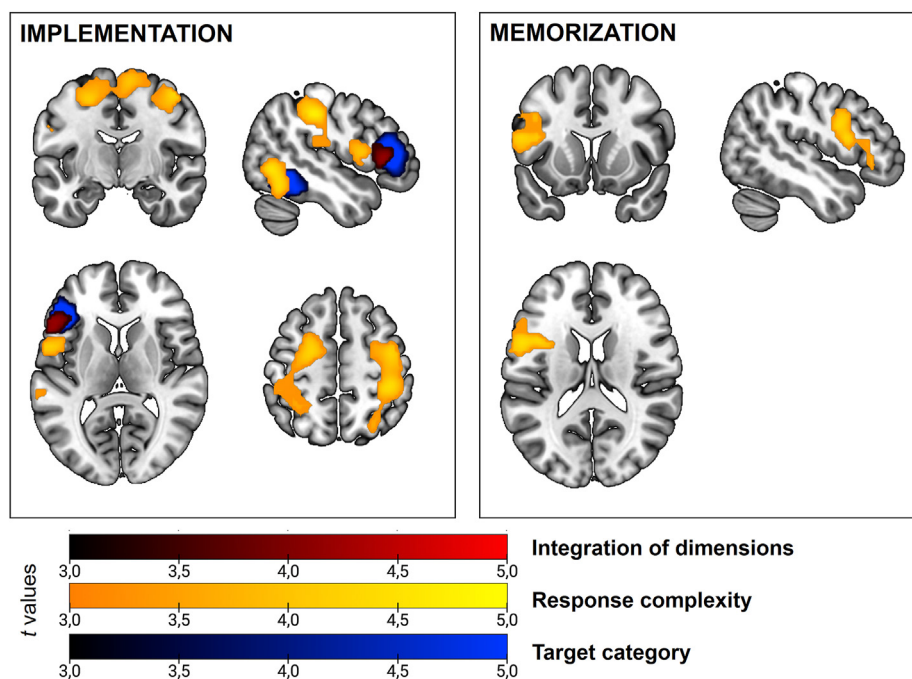 IMPLEMENTATION
MEMORIZATION
t values
3,0 3,5 4,0 4,5 5,0
Integration of dimensions
3,0 3,5 4,0 4,5 5,0
Response complexity
3,0 3,5 4,0 4,5 5,0
Target category